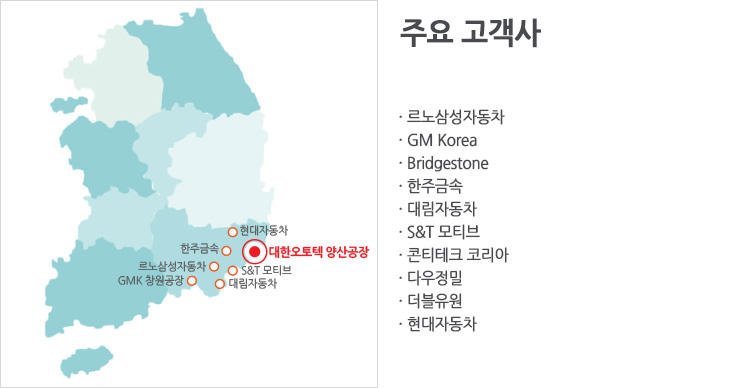 주요 고객사
· 르노삼성자동차
· GM Korea
· Bridgestone
· 한주금속
· 대림자동차
· S&T 모티브
· 콘티테크 코리아
· 다우정밀
· 더블유원
· 현대자동차
현대자동차
한주금속
대한오토텍 양산공장
르노삼성자동차
S&T 모티브
GMK 창원공장
대림자동차